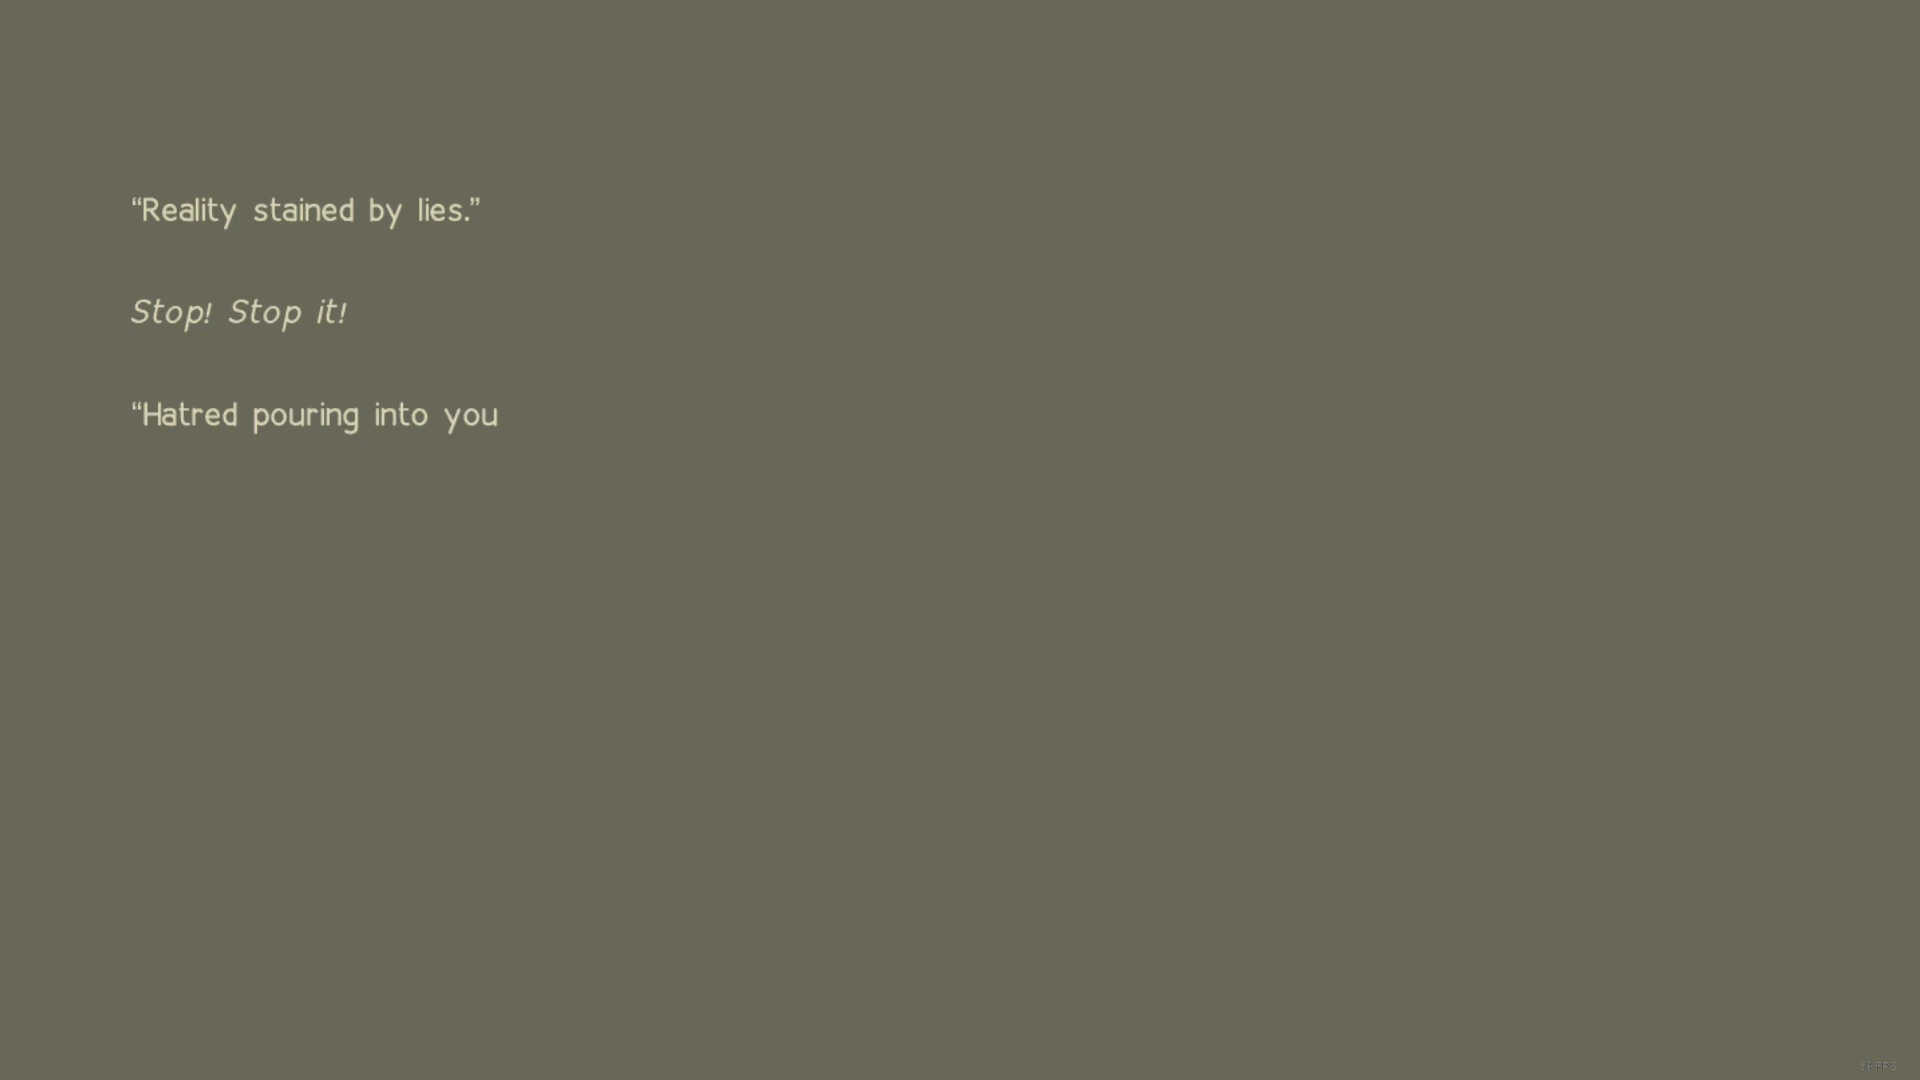 “Reality stained by lies.”
Stop! Stop it!
“Hatred pouring into you